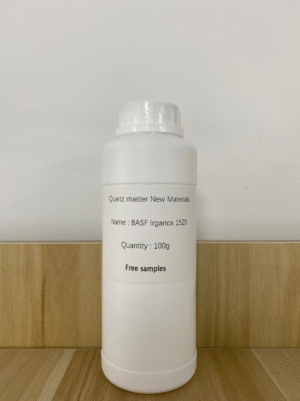 Quartz master New Materials
Name : BASF Irganox 1520
Quantity : 100g
Free samples